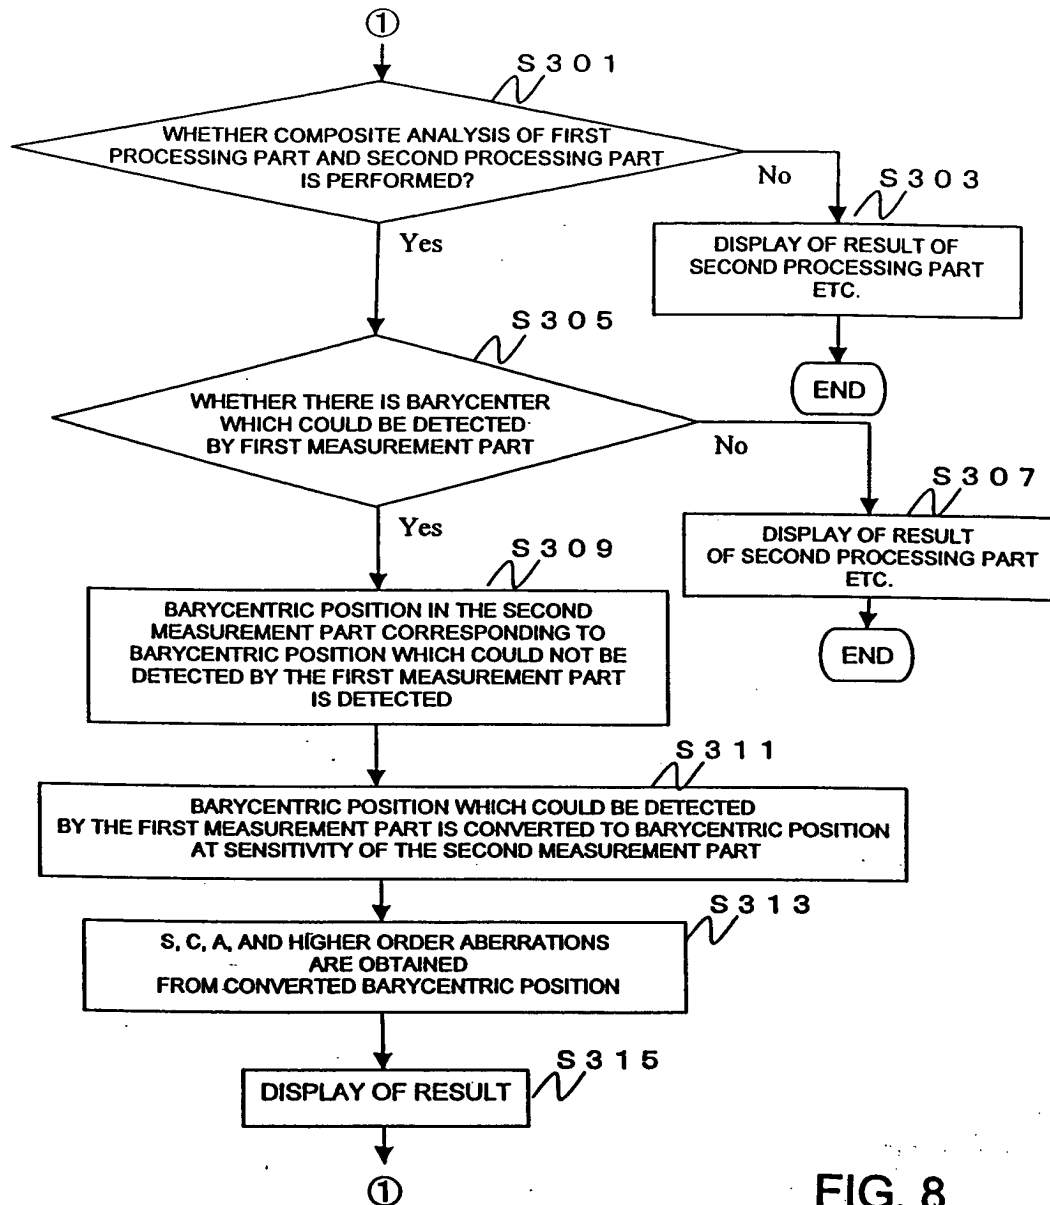 ①
S301
WHETHER COMPOSITE ANALYSIS OF FIRST
PROCESSING PART AND SECOND PROCESSING PART
IS PERFORMED?
No
Yes
S303
DISPLAY OF RESULT OF
SECOND PROCESSING PART
ETC.
END
S305
WHETHER THERE IS BARYCENTER
WHICH COULD BE DETECTED
BY FIRST MEASUREMENT PART
No
Yes
S307
DISPLAY OF RESULT
OF SECOND PROCESSING PART
ETC.
END
S309
BARYCENTRIC POSITION IN THE SECOND
MEASUREMENT PART CORRESPONDING TO
BARYCENTRIC POSITION WHICH COULD NOT BE
DETECTED BY THE FIRST MEASUREMENT PART
IS DETECTED
S311
BARYCENTRIC POSITION WHICH COULD BE DETECTED
BY THE FIRST MEASUREMENT PART IS CONVERTED TO BARYCENTRIC POSITION
AT SENSITIVITY OF THE SECOND MEASUREMENT PART
S313
S, C, A, AND HIGHER ORDER ABERRATIONS
ARE OBTAINED
FROM CONVERTED BARYCENTRIC POSITION
S315
DISPLAY OF RESULT
①
FIG. 8